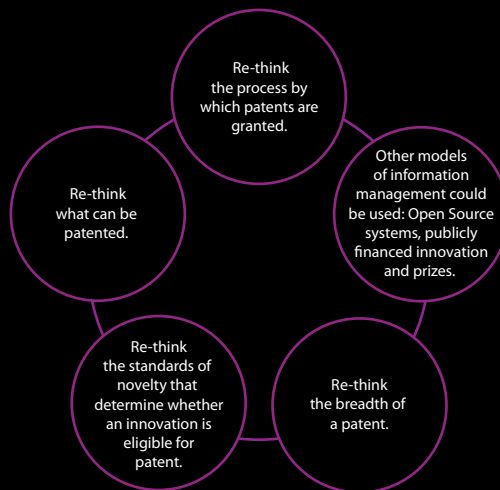 Re-think
the process by
which patents are
granted.
Other models
of information
management could
be used: Open Source
systems, publicly
financed innovation
and prizes.
Re-think
the breadth of
a patent.
Re-think
the standards of
novelty that
determine whether
an innovation is
eligible for
patent.
Re-think
what can be
patented.